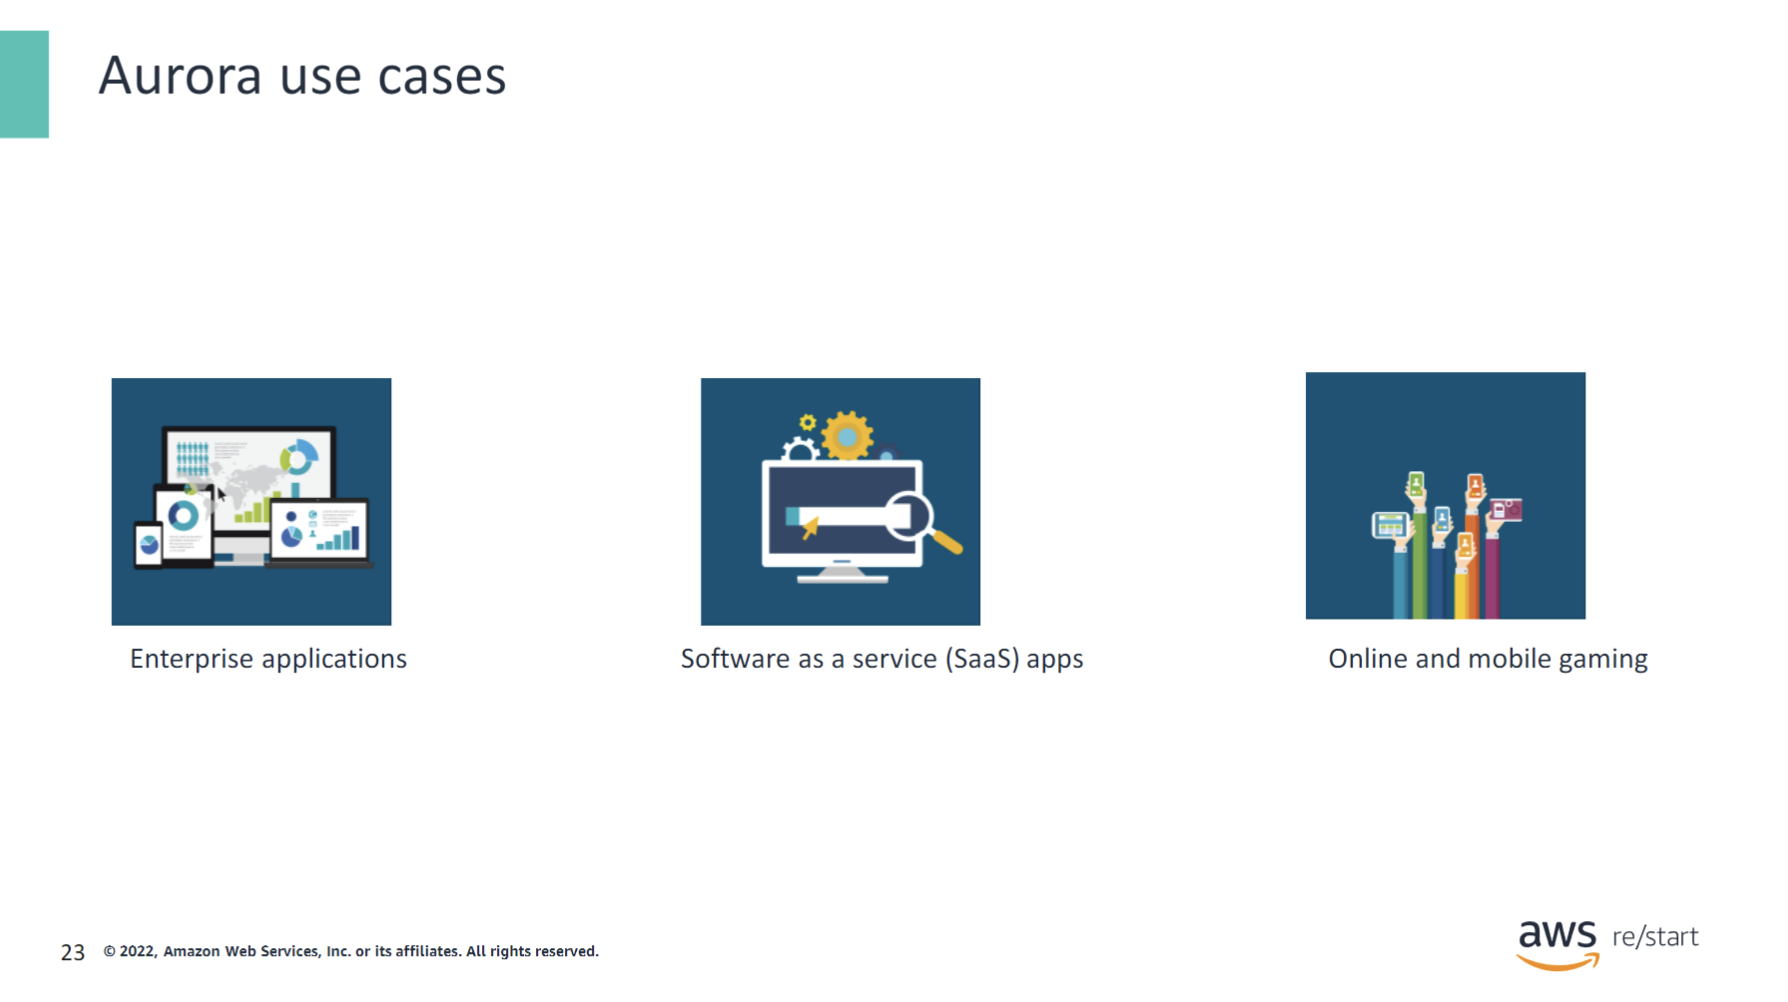 Aurora use cases
Enterprise applications
Software as a service (SaaS) apps
Online and mobile gaming
23
© 2022, Amazon Web Services, Inc. or its affiliates. All rights reserved.
aws re/start